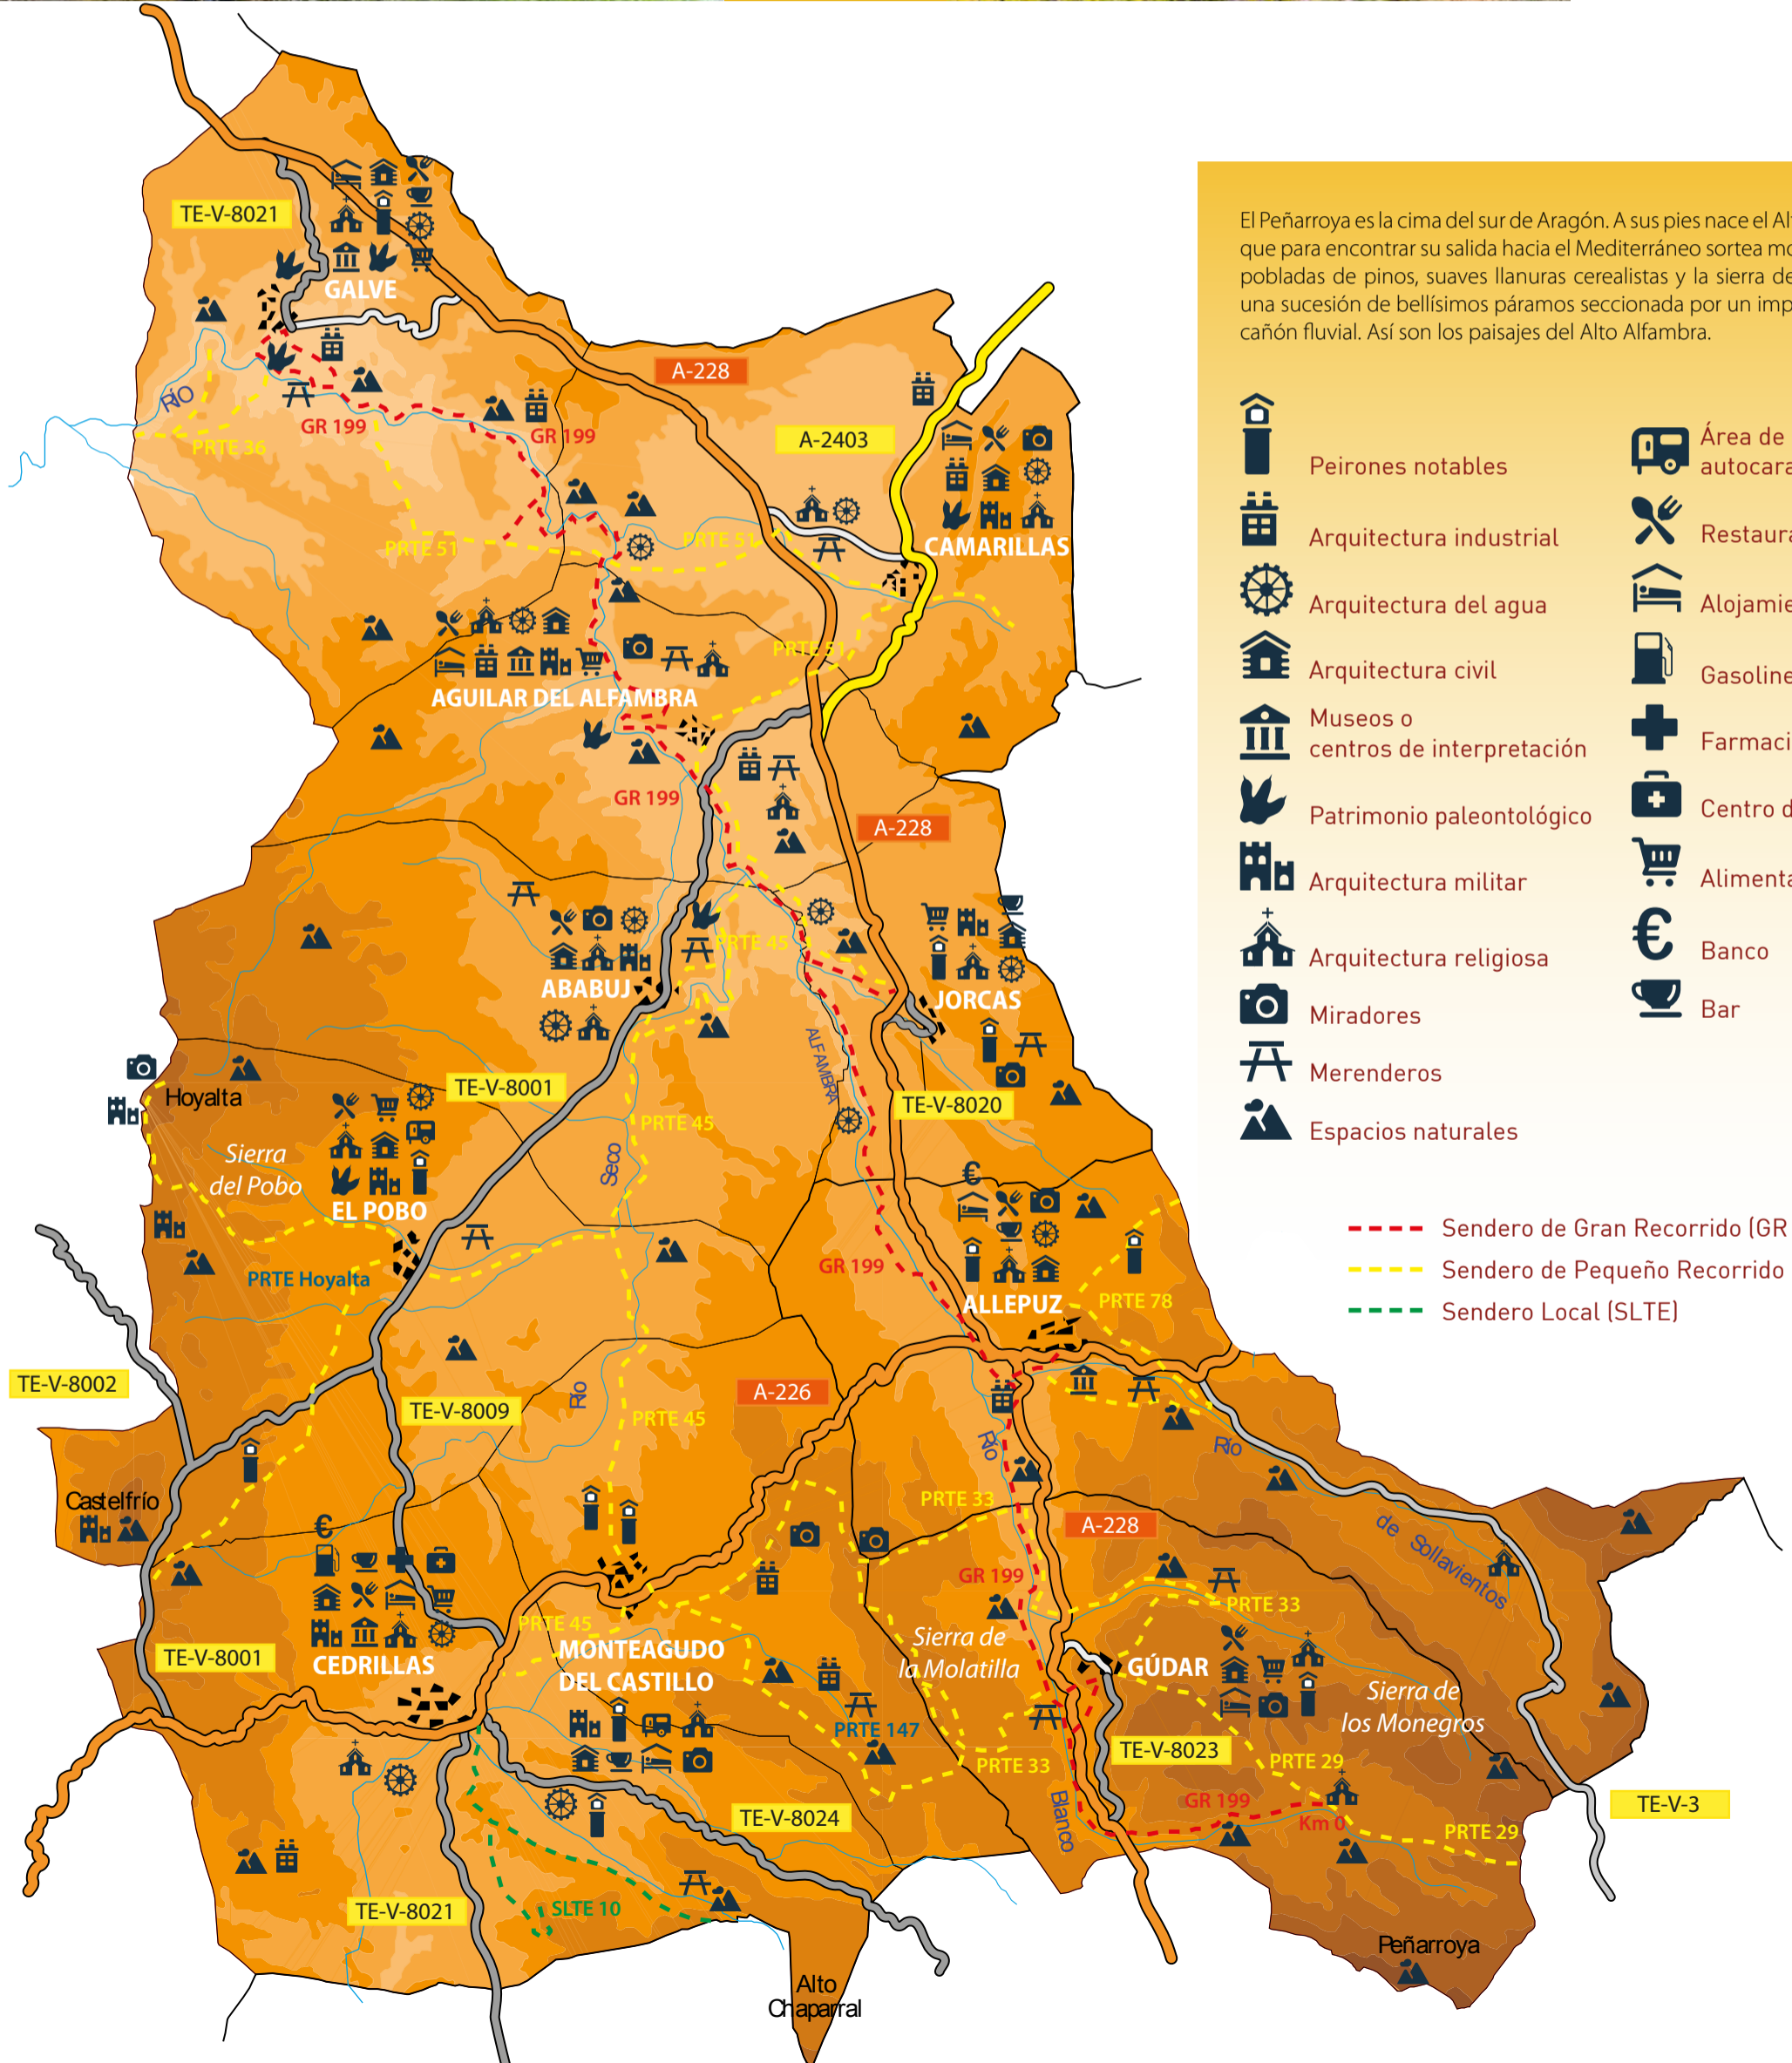 TE-V-8021
GALVE
RÍO
PRTE 36
GR 199
GR 199
A-228
A-2403
PRTE 51
PRTE 51
CAMARILLAS
PRTE 51
AGUILAR DEL ALFAMBRA
GR 199
A-228
PRTE 45
ABABUJ
JORCAS
ALFAMBRA
Hoyalta
TE-V-8001
TE-V-8020
PRTE 45
Seco
Sierra
del Pobo
EL POBO
PRTE Hoyalta
GR 199
ALLEPUZ
PRTE 78
TE-V-8002
TE-V-8009
A-226
Río
PRTE 45
Río
Río
de Sollavientos
Castelfrío
PRTE 33
A-228
GR 199
PRTE 33
PRTE 45
TE-V-8001
CEDRILLAS
MONTEAGUDO
DEL CASTILLO
Sierra de
la Molatilla
GÚDAR
Sierra de
los Monegros
PRTE 147
PRTE 33
TE-V-8023
PRTE 29
GR 199
Km 0
PRTE 29
TE-V-3
Blanco
TE-V-8024
TE-V-8021
SLTE 10
Peñarroya
Alto
Chaparral
El Peñarroya es la cima del sur de Aragón. A sus pies nace el Al
que para encontrar su salida hacia el Mediterráneo sortea mo
pobladas de pinos, suaves llanuras cerealistas y la sierra de
una sucesión de bellísimos páramos seccionada por un imp
cañón fluvial. Así son los paisajes del Alto Alfambra.
Peirones notables
Arquitectura industrial
Arquitectura del agua
Arquitectura civil
Museos o
centros de interpretación
Patrimonio paleontológico
Arquitectura militar
Arquitectura religiosa
Miradores
Merenderos
Espacios naturales
Área de
autocara
Restaura
Alojamie
Gasoline
Farmaci
Centro d
Alimenta
Banco
Bar
Sendero de Gran Recorrido (GR
Sendero de Pequeño Recorrido
Sendero Local (SLTE)